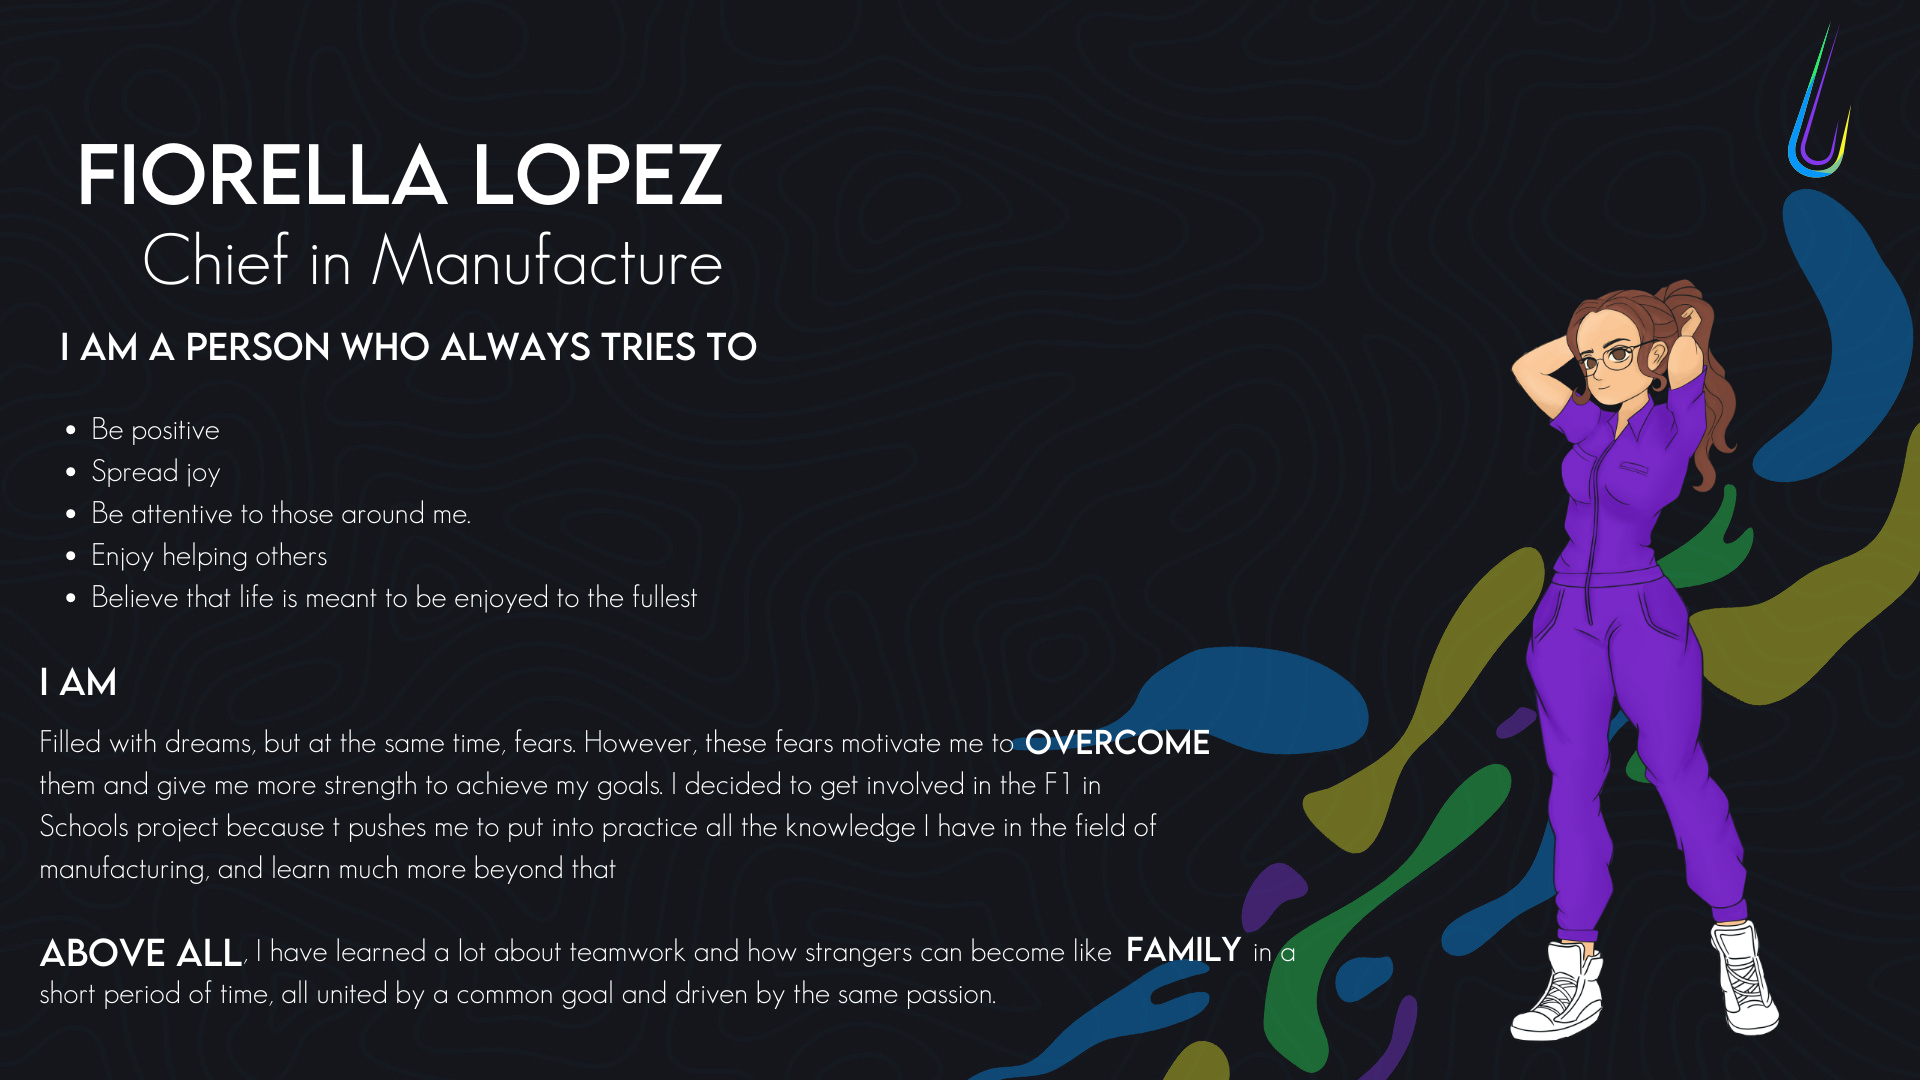 FIORELLA LOPEZ
Chief in Manufacture
I AM A PERSON WHO ALWAYS TRIES TO
• Be positive
• Spread joy
• Be attentive to those around me.
• Enjoy helping others
• Believe that life is meant to be enjoyed to the fullest
I AM
Filled with dreams, but at the same time, fears. However, these fears motivate me to OVERCOME
them and give me more strength to achieve my goals. I decided to get involved in the F1 in
Schools project because t pushes me to put into practice all the knowledge I have in the field of
manufacturing, and learn much more beyond that
ABOVE ALL, I have learned a lot about teamwork and how strangers can become like FAMILY in a
short period of time, all united by a common goal and driven by the same passion.